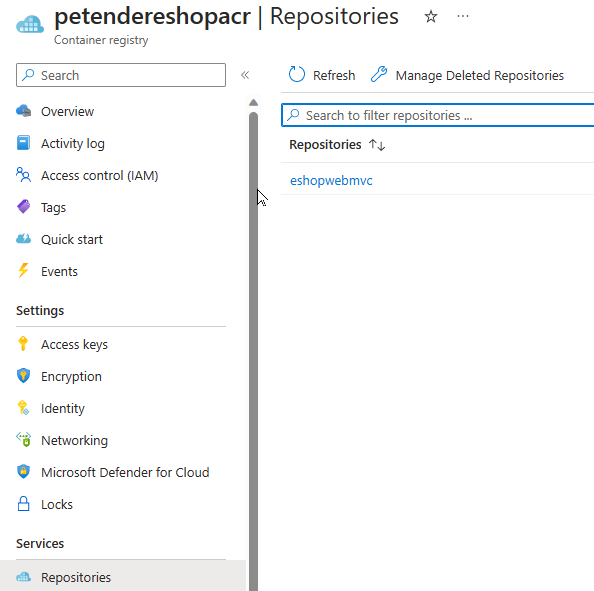 petendereshopacr | Repositories
Container registry
Search
Overview
Activity log
Access control (IAM)
Tags
Quick start
Events
Settings
Access keys
Encryption
Identity
Networking
Microsoft Defender for Cloud
Locks
Services
Repositories
Refresh
Manage Deleted Repositories
Search to filter repositories ...
Repositories
eshopwebmvc